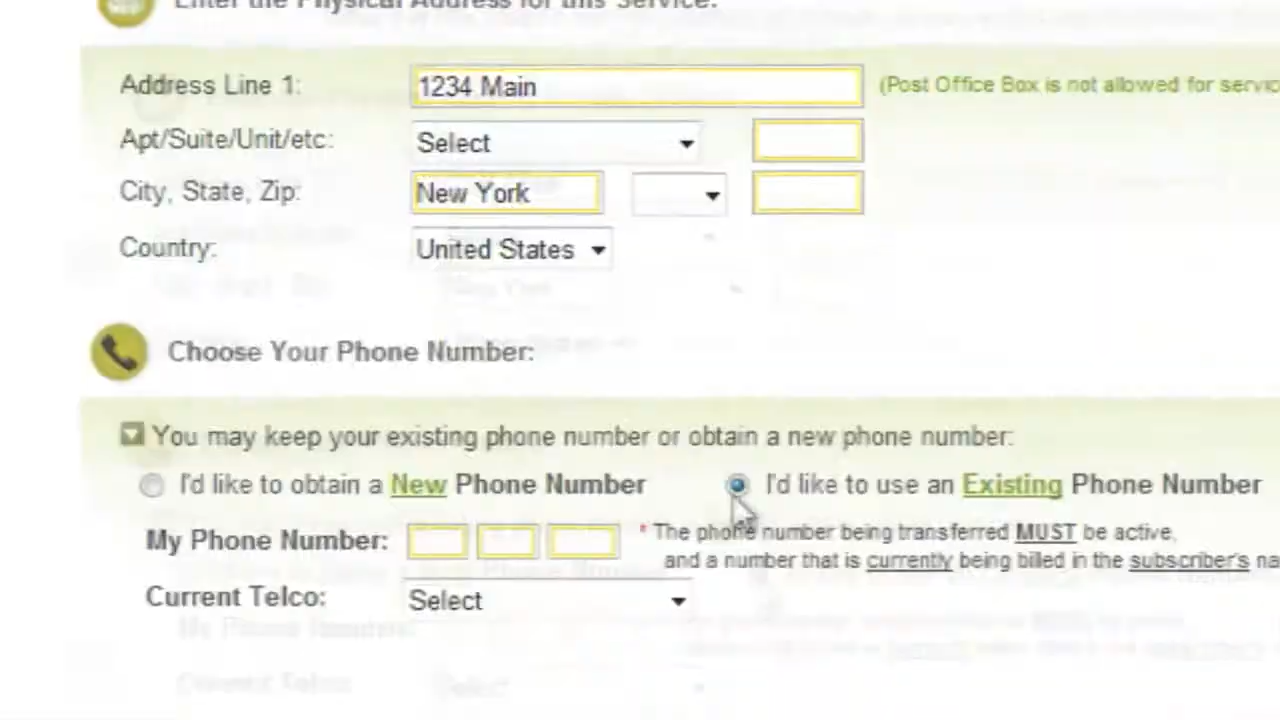 Enter the Physical Address for this Service:
Address Line 1: 1234 Main (Post Office Box is not allowed for servic
Apt/Suite/Unit/etc: Select
City, State, Zip: New York
Country: United States
Choose Your Phone Number:
You may keep your existing phone number or obtain a new phone number:
I'd like to obtain a New Phone Number I'd like to use an Existing Phone Number
My Phone Number: * The phone number being transferred MUST be active,
and a number that is currently being billed in the subscriber's na
Current Telco: Select